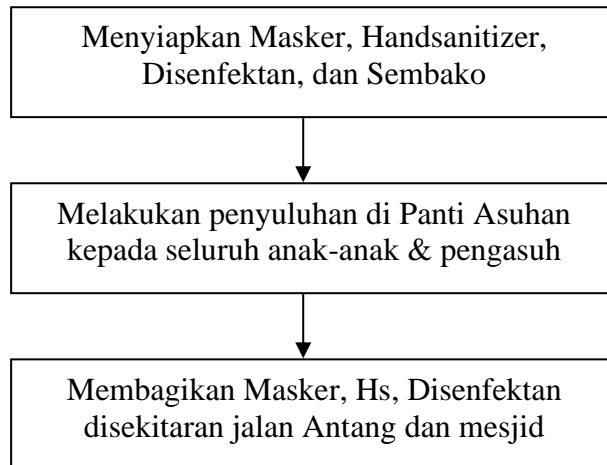 Menyiapkan Masker, Handsanitizer,
Disenfektan, dan Sembako
Melakukan penyuluhan di Panti Asuhan
kepada seluruh anak-anak & pengasuh
Membagikan Masker, Hs, Disenfektan
disekitaran jalan Antang dan mesjid